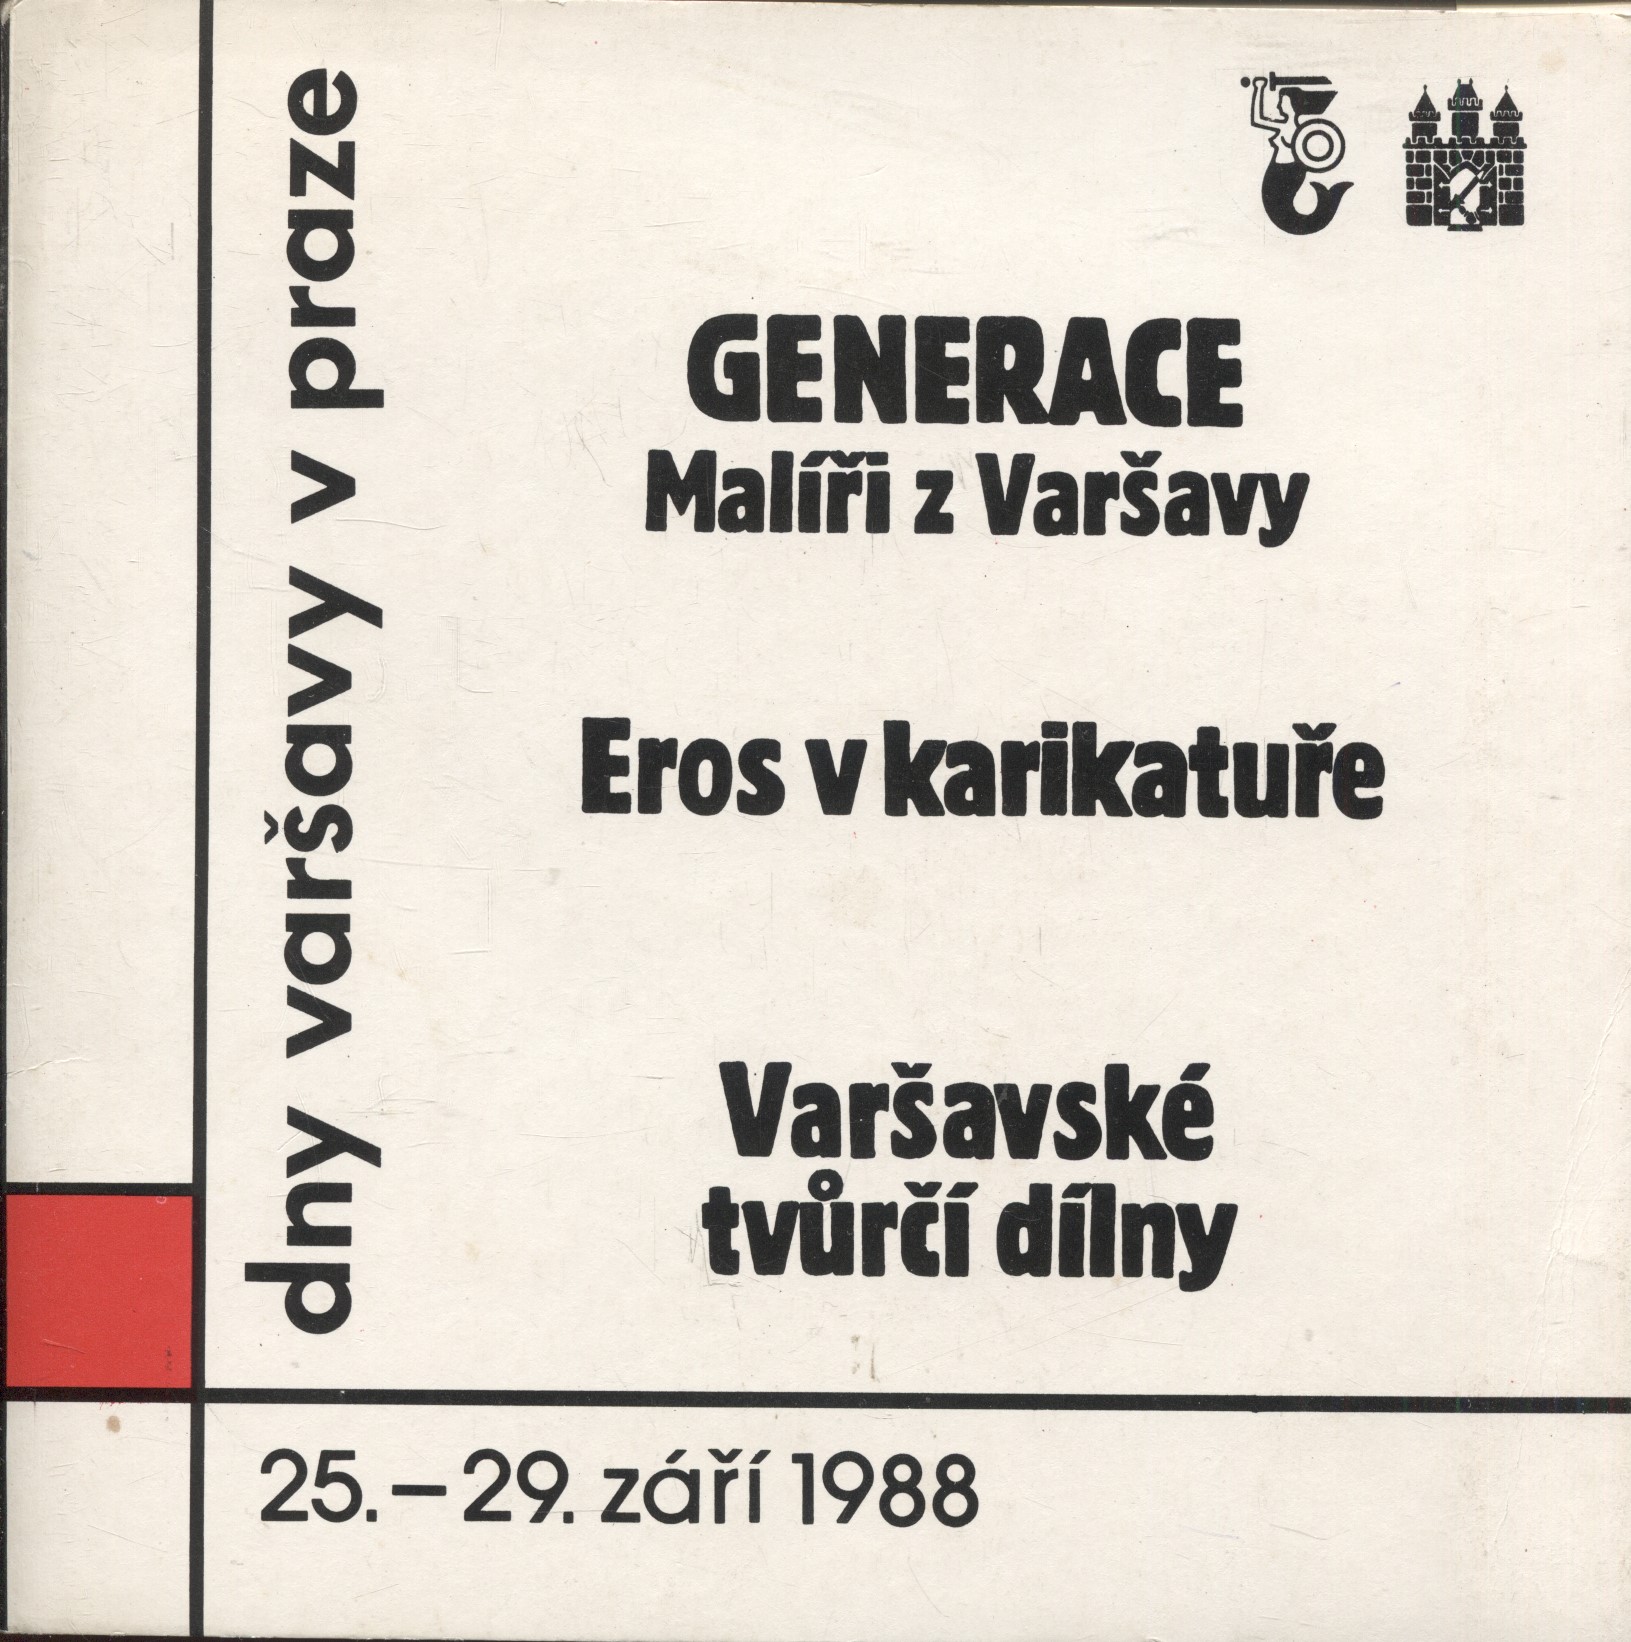 dny varšavy v praze
GENERACE
Malíři z Varšavy
Eros v karikatuře
Varšavské
tvůrčí dílny
25.–29. září 1988